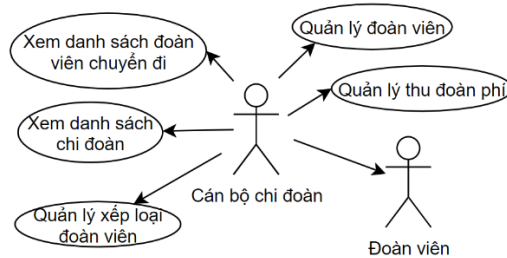 Xem danh sách đoàn
viên chuyển đi
Quản lý đoàn viên
Quản lý thu đoàn phí
Xem danh sách
chi đoàn
Cán bộ chi đoàn
Quản lý xếp loại
đoàn viên
Đoàn viên